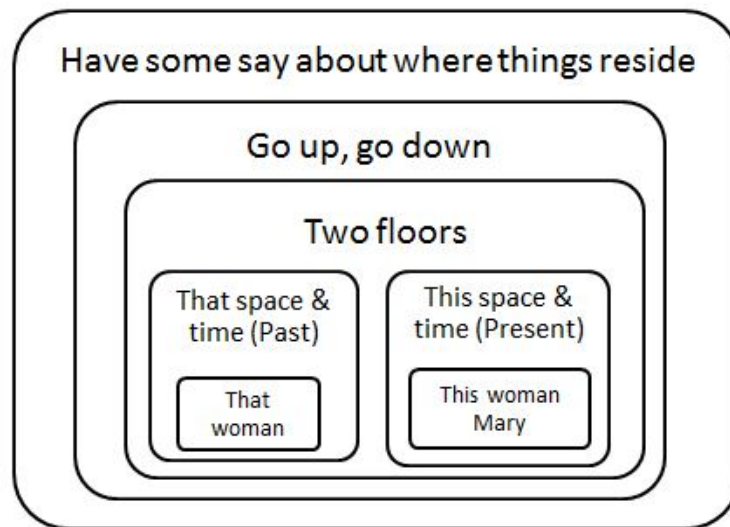 Have some say about where things reside
Go up, go down
Two floors
That space &
time (Past)
This space &
time (Present)
That
woman
This woman
Mary